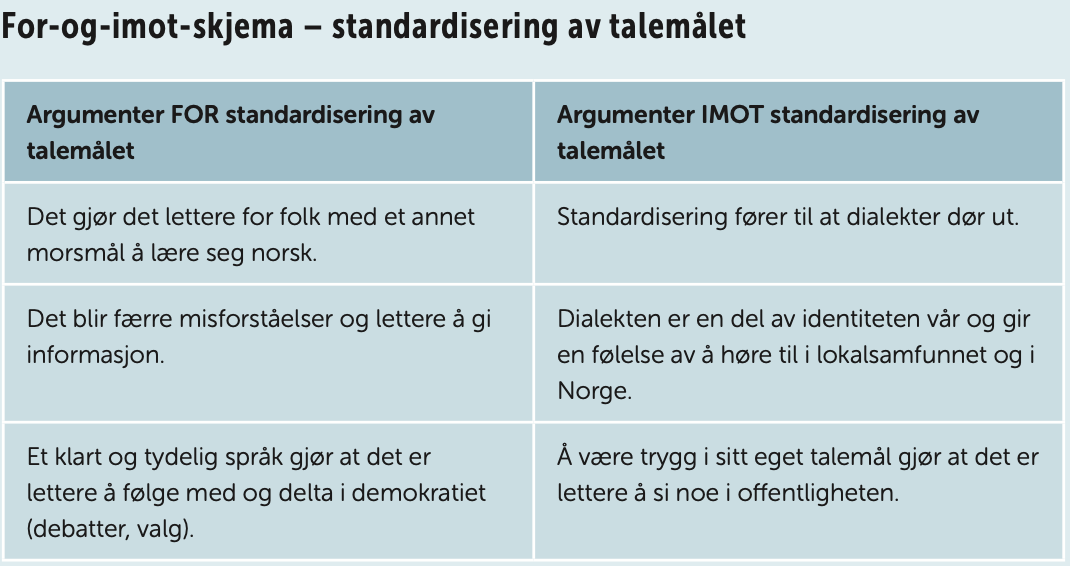 For-og-imot-skjema – standardisering av talemålet
Argumenter FOR standardisering av
talemålet
Argumenter IMOT standardisering av
talemålet
Det gjør det lettere for folk med et annet
morsmål å lære seg norsk.
Standardisering fører til at dialekter dør ut.
Det blir færre misforståelser og lettere å gi
informasjon.
Dialekten er en del av identiteten vår og gir
en følelse av å høre til i lokalsamfunnet og i
Norge.
Et klart og tydelig språk gjør at det er
lettere å følge med og delta i demokratiet
(debatter, valg).
Å være trygg i sitt eget talemål gjør at det er
lettere å si noe i offentligheten.